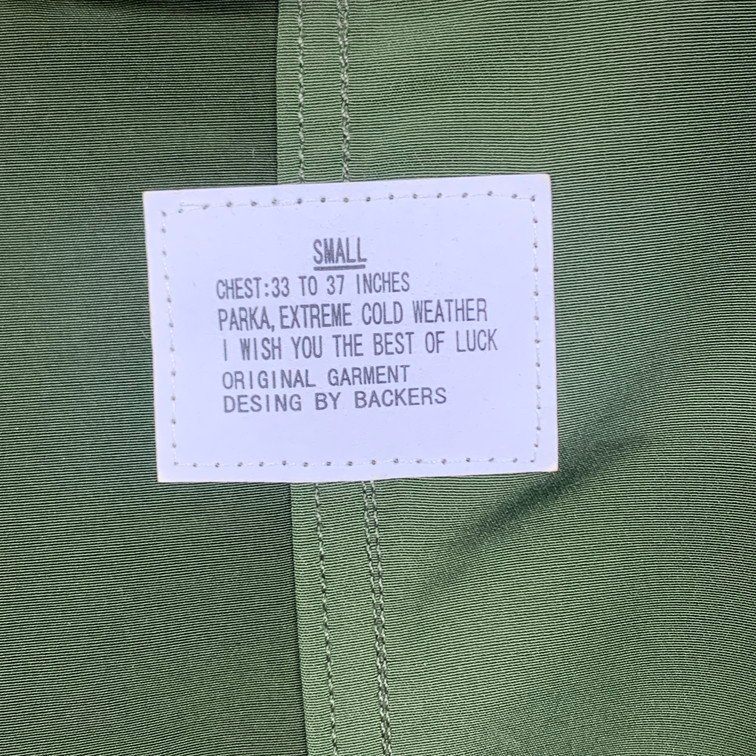 SMALL
CHEST:33 TO 37 INCHES
PARKA, EXTREME COLD WEATHER
I WISH YOU THE BEST OF LUCK
ORIGINAL GARMENT
DESING BY BACKERS